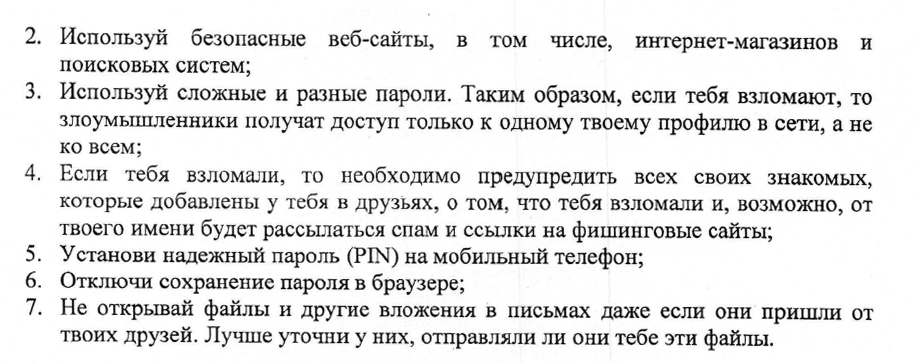 2. Используй безопасные веб-сайты, в том числе, интернет-магазинов и
поисковых систем;
3. Используй сложные и разные пароли. Таким образом, если тебя взломают, то
злоумышленники получат доступ только к одному твоему профилю в сети, а не
ко всем;
4. Если тебя взломали, то необходимо предупредить всех своих знакомых,
которые добавлены у тебя в друзьях, о том, что тебя взломали и, возможно, от
твоего имени будет рассылаться спам и ссылки на фишинговые сайты;
5. Установи надежный пароль (PIN) на мобильный телефон;
6. Отключи сохранение пароля в браузере;
7. Не открывай файлы и другие вложения в письмах даже если они пришли от
твоих друзей. Лучше уточни у них, отправляли ли они тебе эти файлы.